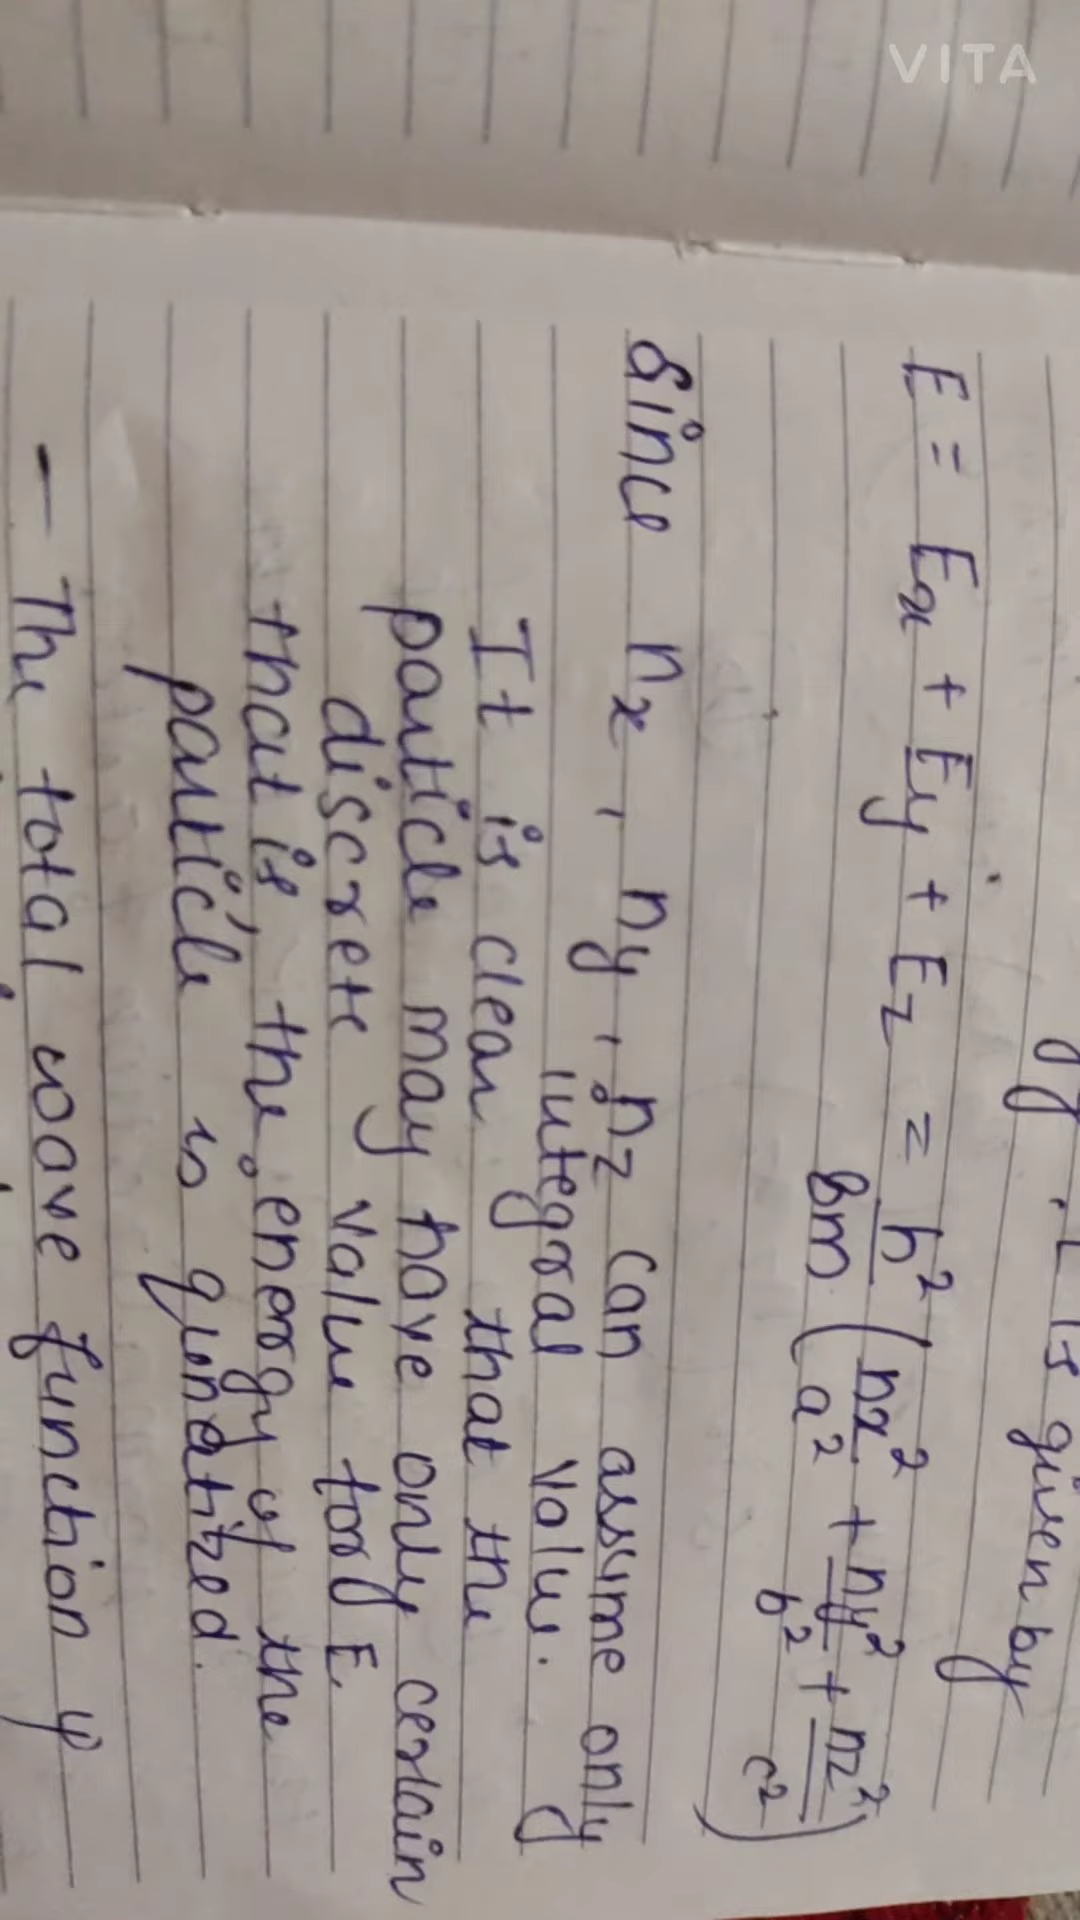 VITA
is given by
E = Ex + Ey + Ez = h²/8m (nx²/a² + ny²/b² + nz²/c²)
Since nx, ny, nz can assume only
integral value.
It is clear that the
particle may have only certain
discrete value for E,
that is, the energy of the
particle is quantized.
– The total wave function ψ